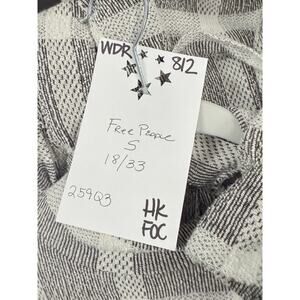 WDR 812
Free People
S
18/33
259Q3
HK
FOC